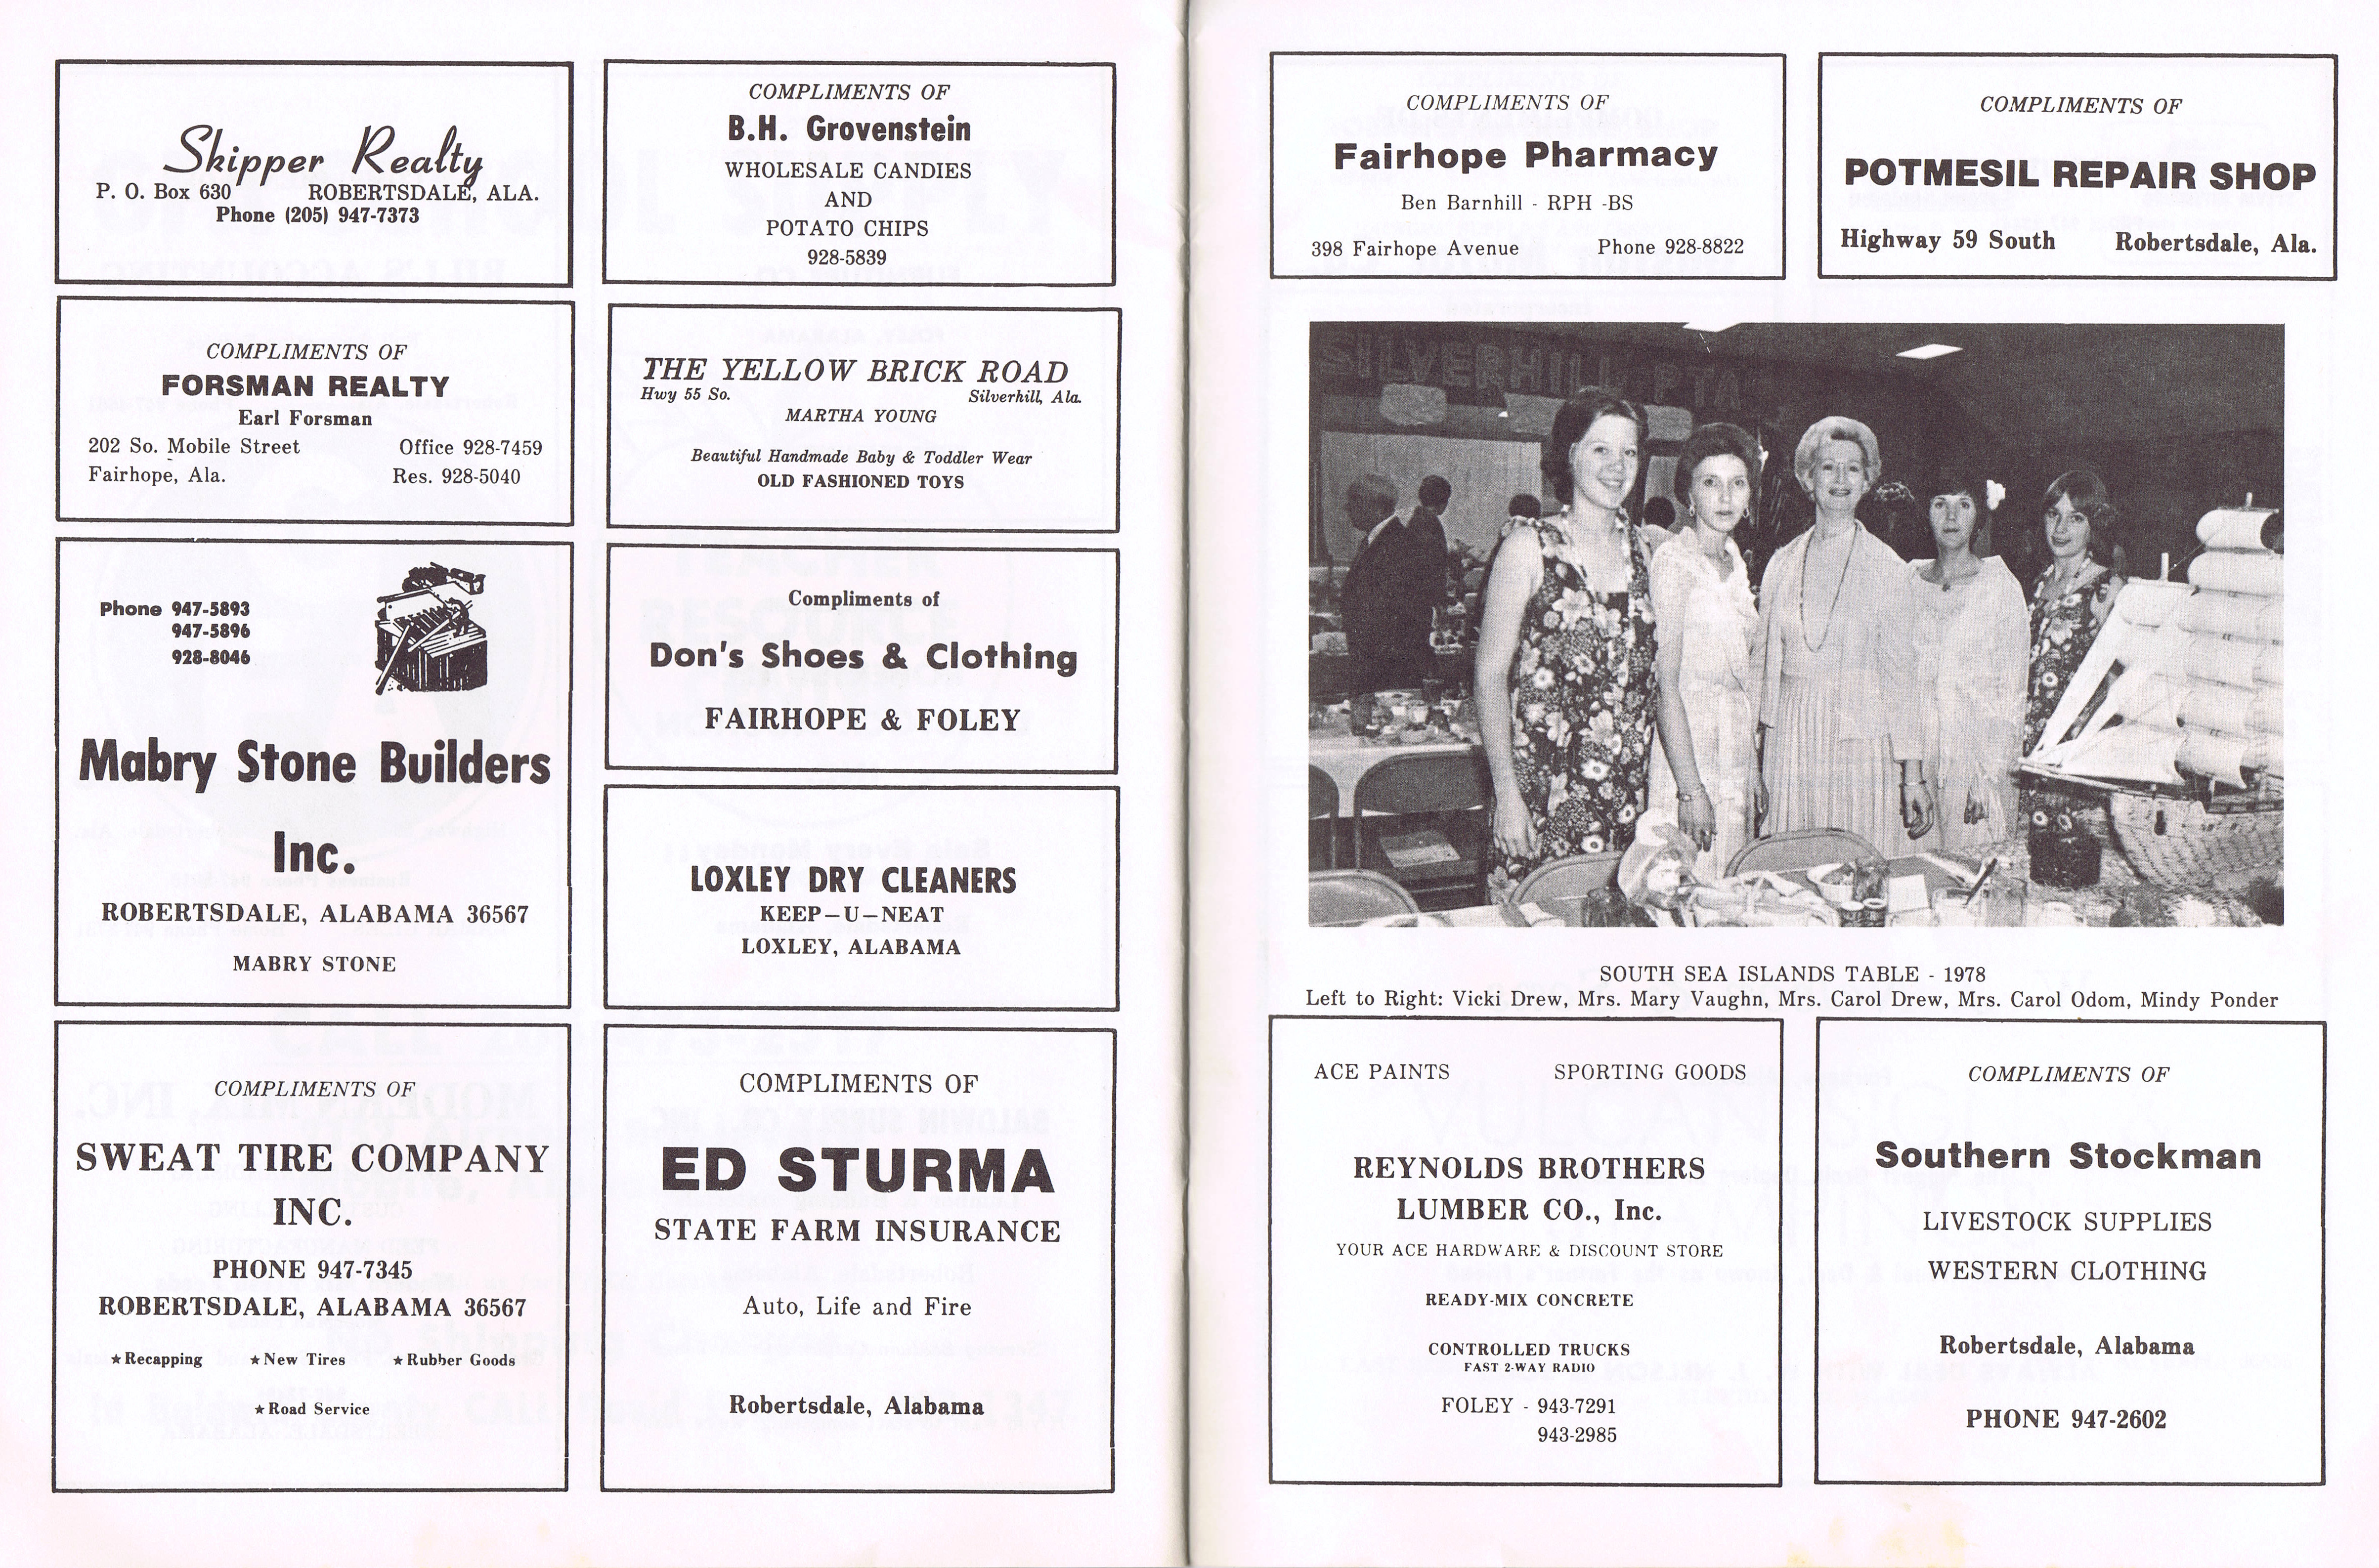 Skipper Realty
P. O. Box 630 ROBERTSDALE, ALA.
Phone (205) 947-7373
COMPLIMENTS OF
FORSMAN REALTY
Earl Forsman
202 So. Mobile Street Office 928-7459
Fairhope, Ala. Res. 928-5040
Phone 947-5893
947-5896
928-8046
Mabry Stone Builders
Inc.
ROBERTSDALE, ALABAMA 36567
MABRY STONE
COMPLIMENTS OF
SWEAT TIRE COMPANY
INC.
PHONE 947-7345
ROBERTSDALE, ALABAMA 36567
★Recapping ★New Tires ★Rubber Goods
★Road Service
COMPLIMENTS OF
B.H. Grovenstein
WHOLESALE CANDIES
AND
POTATO CHIPS
928-5839
THE YELLOW BRICK ROAD
Hwy 55 So. Silverhill, Ala.
MARTHA YOUNG
Beautiful Handmade Baby & Toddler Wear
OLD FASHIONED TOYS
Compliments of
Don's Shoes & Clothing
FAIRHOPE & FOLEY
LOXLEY DRY CLEANERS
KEEP-U-NEAT
LOXLEY, ALABAMA
COMPLIMENTS OF
ED STURMA
STATE FARM INSURANCE
Auto, Life and Fire
Robertsdale, Alabama
COMPLIMENTS OF
Fairhope Pharmacy
Ben Barnhill - RPH -BS
398 Fairhope Avenue Phone 928-8822
COMPLIMENTS OF
POTMESIL REPAIR SHOP
Highway 59 South Robertsdale, Ala.
SILVERHILL PTA
SOUTH SEA ISLANDS TABLE - 1978
Left to Right: Vicki Drew, Mrs. Mary Vaughn, Mrs. Carol Drew, Mrs. Carol Odom, Mindy Ponder
ACE PAINTS SPORTING GOODS
REYNOLDS BROTHERS
LUMBER CO., Inc.
YOUR ACE HARDWARE & DISCOUNT STORE
READY-MIX CONCRETE
CONTROLLED TRUCKS
FAST 2-WAY RADIO
FOLEY - 943-7291
943-2985
COMPLIMENTS OF
Southern Stockman
LIVESTOCK SUPPLIES
WESTERN CLOTHING
Robertsdale, Alabama
PHONE 947-2602